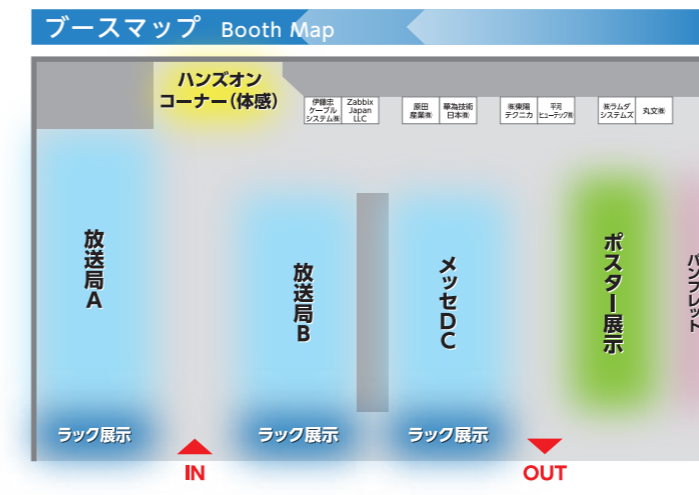 ブースマップ Booth Map
ハンズオン
コーナー（体感）
伊藤忠
ケーブル
システム㈱
Zabbix
Japan
LLC
原田
産業㈱
華為技術
日本㈱
㈱東陽
テクニカ
平河
ヒューテック㈱
㈱ラムダ
システムズ
丸文㈱
放送局A
放送局B
メッセDC
ポスター展示
パンフレット
ラック展示
ラック展示
ラック展示
IN
OUT